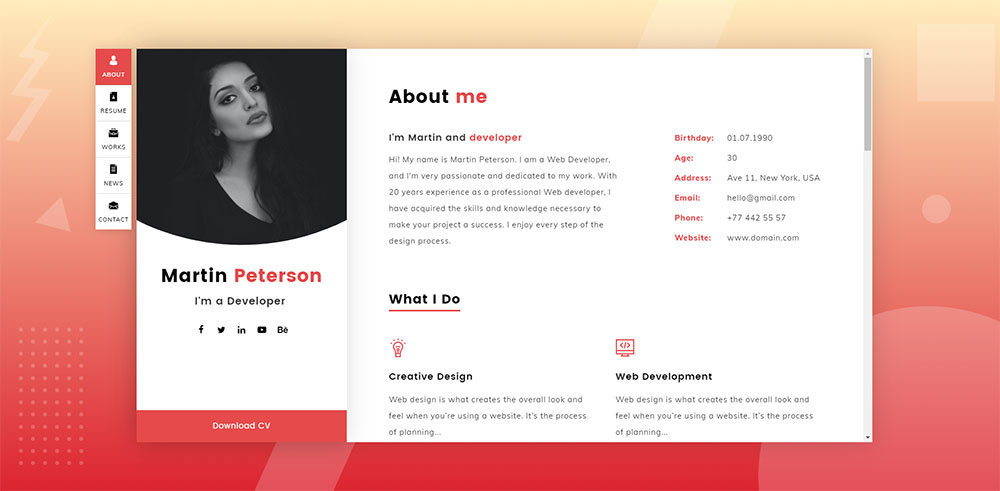 ABOUT
RESUME
WORKS
NEWS
CONTACT
Martin Peterson
I'm a Developer
Bē
Download CV
About me
I'm Martin and developer
Hi! My name is Martin Peterson. I am a Web Developer,
and I'm very passionate and dedicated to my work. With
20 years experience as a professional Web developer, I
have acquired the skills and knowledge necessary to
make your project a success. I enjoy every step of the
design process.
Birthday: 01.07.1990
Age: 30
Address: Ave 11, New York, USA
Email: hello@gmail.com
Phone: +77 442 55 57
Website: www.domain.com
What I Do
Creative Design
Web design is what creates the overall look and
feel when you're using a website. It's the process
of planning...
Web Development
Web design is what creates the overall look and
feel when you're using a website. It's the process
of planning...